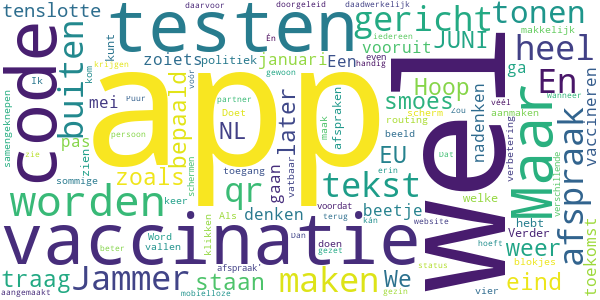 tenslotte
daarvoor
doorgeleid
daadwerkelijk
makkelijk
testen
Én
iedereen
gericht
tonen
code
buiten
zoiets
politiek
januari
Een
kunt
vooruit
JUNI
heel
Ik
kom
krijgen
vóór
gewoon
handig
even
En
app
wel
ga
samengeknepen
mei
Puur
bepaald
Doet
partner
later
afspraken
Hoop
smoes
nadenken
Zou
véél
wanneer
aanmaken
vaccineren
zie
pas
persoon
NL
maak
scherm
routing
Maar
afspraak
zien
schermen
toegang
vatbaar
EU
beeld
Dat
verbetering
verschillende
sommige
zoals
qr
gaan
tekst
erin
welke
worden
keer
Als
voordat
denken
beetje
hebt
toekomst
Word
vallen
klikken
terug
website
kàn
weer
Verder
vaccinatie
Dan
doen
gezet
hoeft
blokjes
traag
beter
afspraak'
We
status
eind
Jammer
staan
maken
gezin
vier
aangemaakt
mobielloze